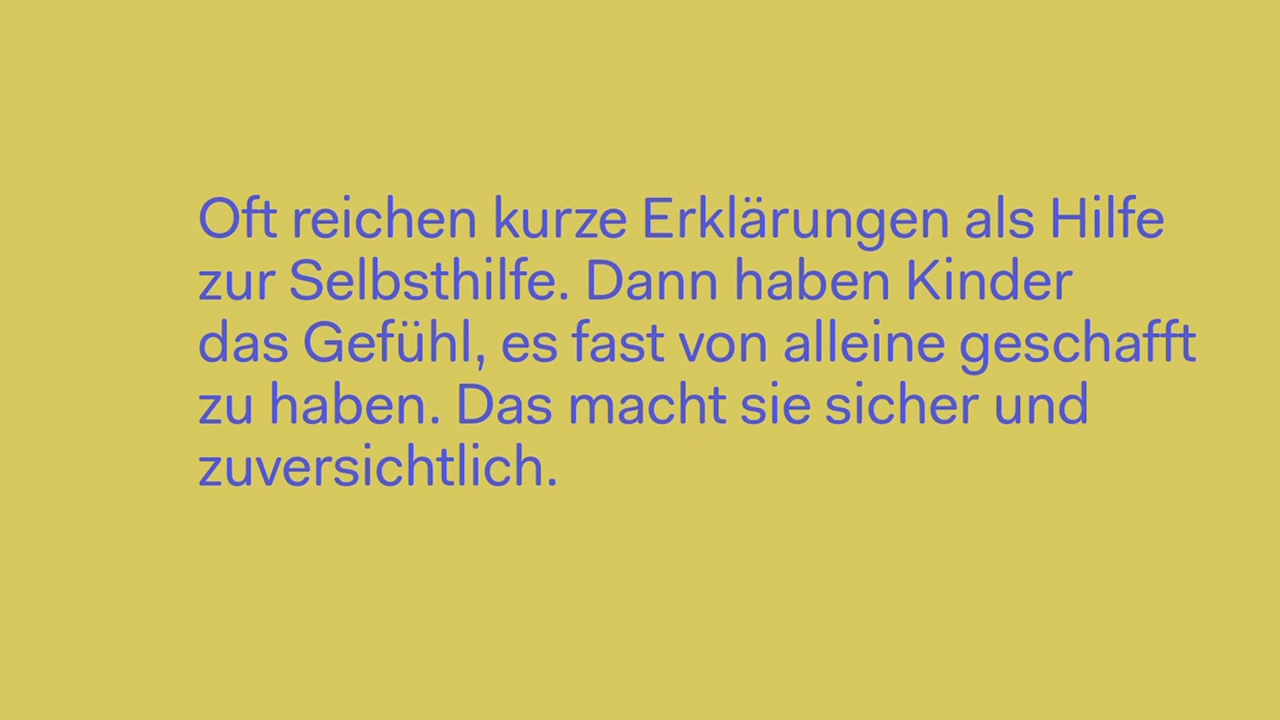 Oft reichen kurze Erklärungen als Hilfe
zur Selbsthilfe. Dann haben Kinder
das Gefühl, es fast von alleine geschafft
zu haben. Das macht sie sicher und
zuversichtlich.